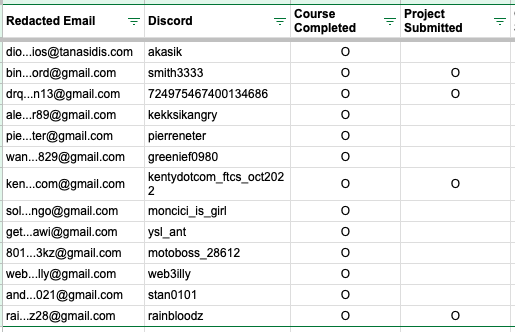 Redacted Email Discord Course Completed Project Submitted
dio...ios@tanasidis.com akasik O
bin...ord@gmail.com smith3333 O O
drq...n13@gmail.com 724975467400134686 O O
ale...r89@gmail.com kekksikangry O
pie...ter@gmail.com pierreneter O
wan...829@gmail.com greenief0980 O
ken...com@gmail.com kentydotcom_ftcs_oct2022 O O
sol...ngo@gmail.com moncici_is_girl O
get...awi@gmail.com ysl_ant O
801...3kz@gmail.com motoboss_28612 O
web...lly@gmail.com web3illy O
and...021@gmail.com stan0101 O
rai...z28@gmail.com rainbloodz O O